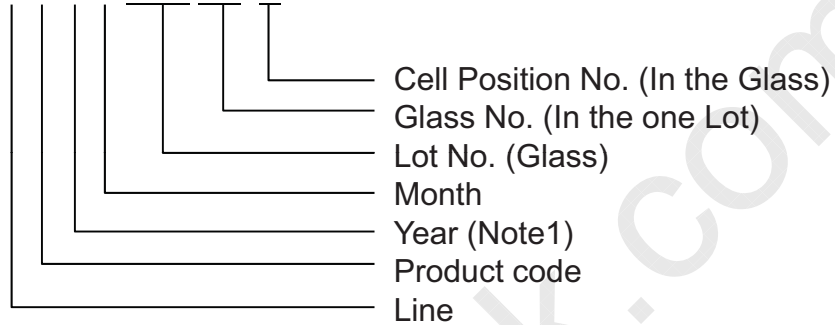 Cell Position No. (In the Glass)
Glass No. (In the one Lot)
Lot No. (Glass)
Month
Year (Note1)
Product code
Line